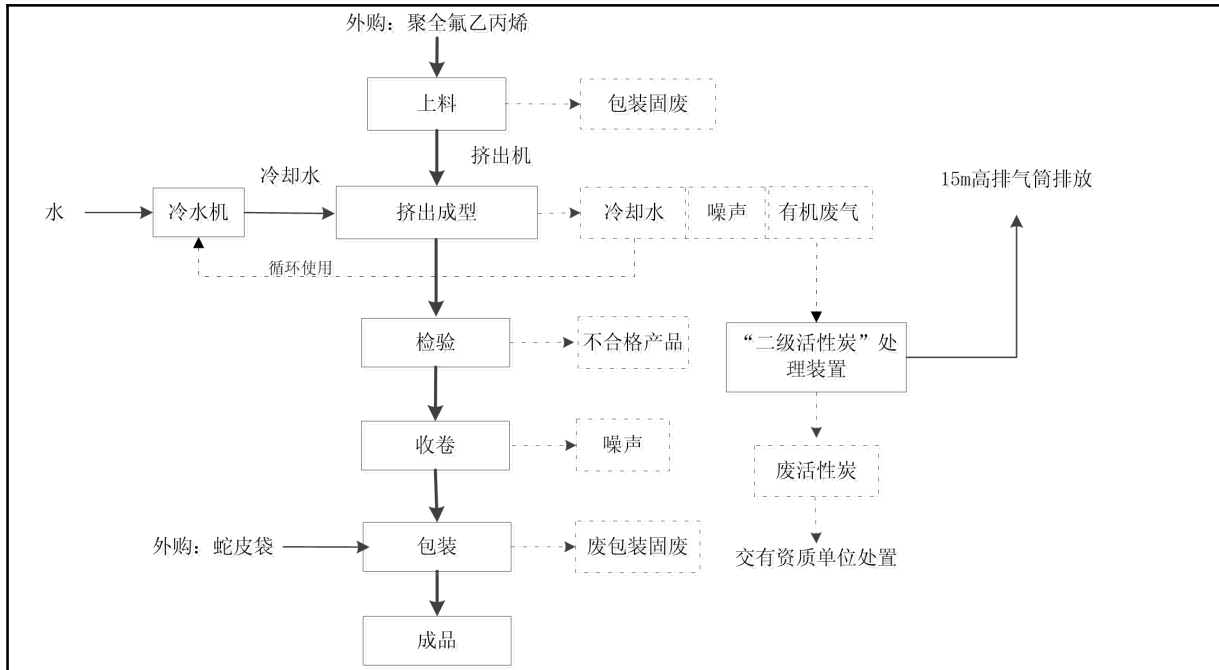 外购：聚全氟乙丙烯
上料
包装固废
挤出机
冷却水
15m高排气筒排放
水
冷水机
挤出成型
冷却水
噪声
有机废气
循环使用
检验
不合格产品
“二级活性炭”处
理装置
收卷
噪声
废活性炭
外购：蛇皮袋
包装
废包装固废
交有资质单位处置
成品